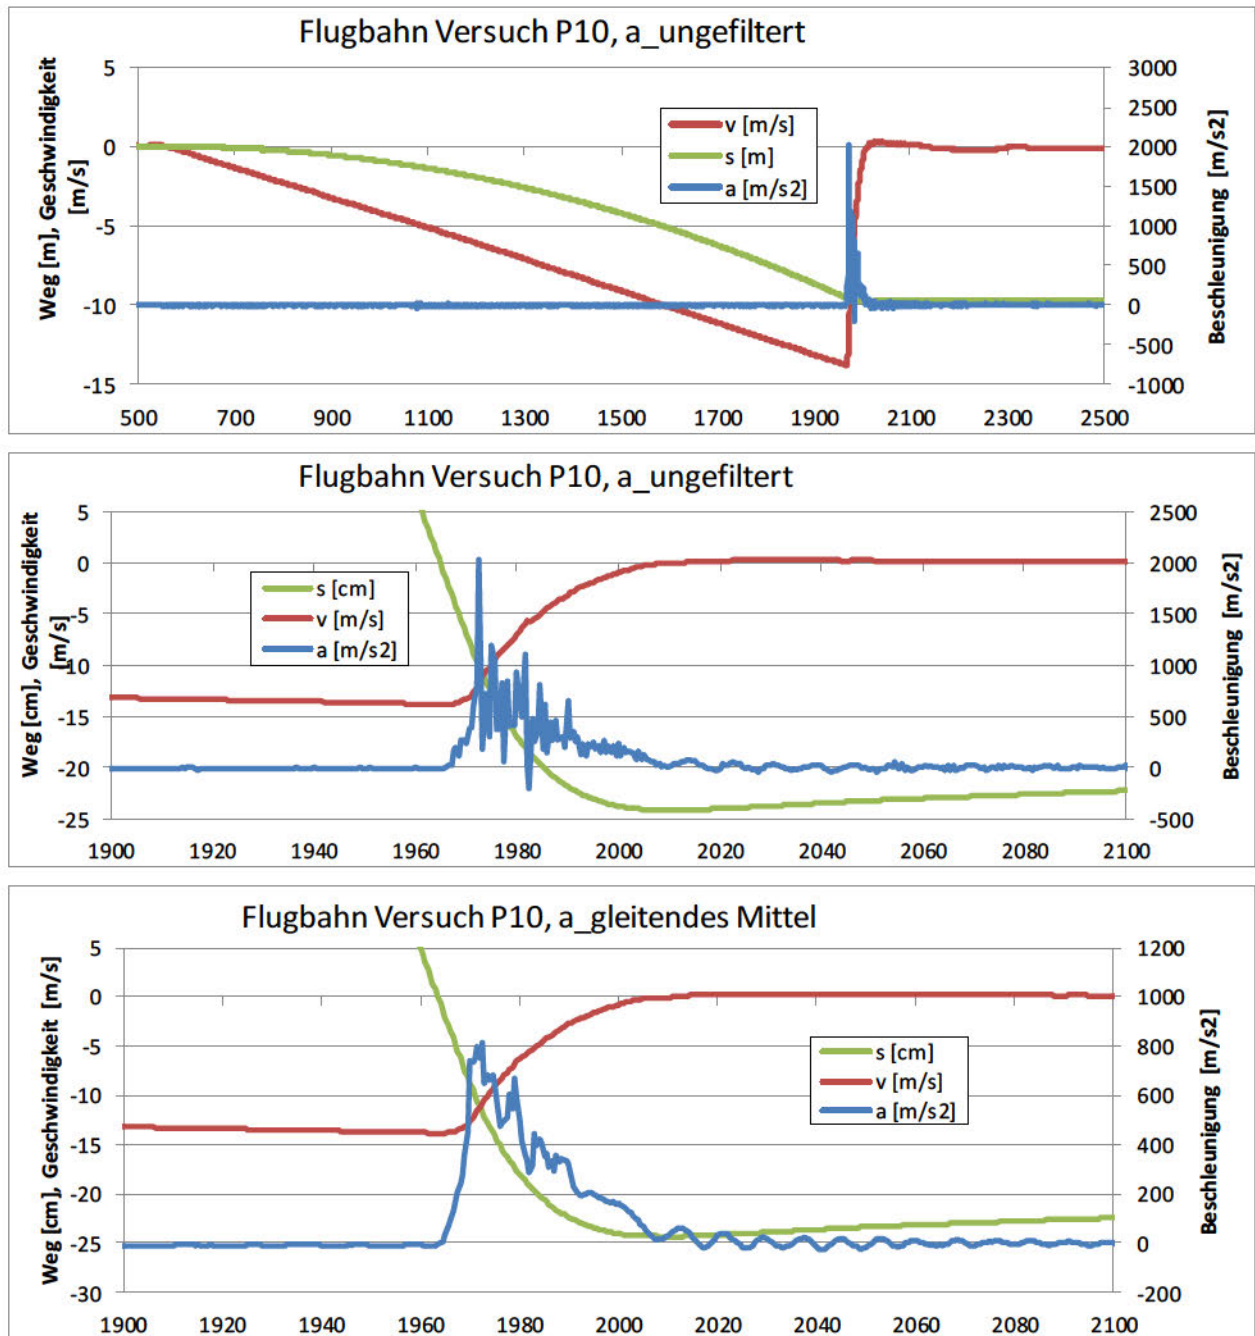 Flugbahn Versuch P10, a_ungefiltert
Weg [m], Geschwindigkeit
[m/s]
5
0
-5
-10
-15
v [m/s]
s [m]
a [m/s2]
3000
2500
2000
1500
1000
500
0
-500
-1000
Beschleunigung [m/s2]
500 700 900 1100 1300 1500 1700 1900 2100 2300 2500
Flugbahn Versuch P10, a_ungefiltert
Weg [cm], Geschwindigkeit
[m/s]
5
0
-5
-10
-15
-20
-25
s [cm]
v [m/s]
a [m/s2]
2500
2000
1500
1000
500
0
-500
Beschleunigung [m/s2]
1900 1920 1940 1960 1980 2000 2020 2040 2060 2080 2100
Flugbahn Versuch P10, a_gleitendes Mittel
Weg [cm], Geschwindigkeit [m/s]
5
0
-5
-10
-15
-20
-25
-30
s [cm]
v [m/s]
a [m/s2]
1200
1000
800
600
400
200
0
-200
Beschleunigung [m/s2]
1900 1920 1940 1960 1980 2000 2020 2040 2060 2080 2100